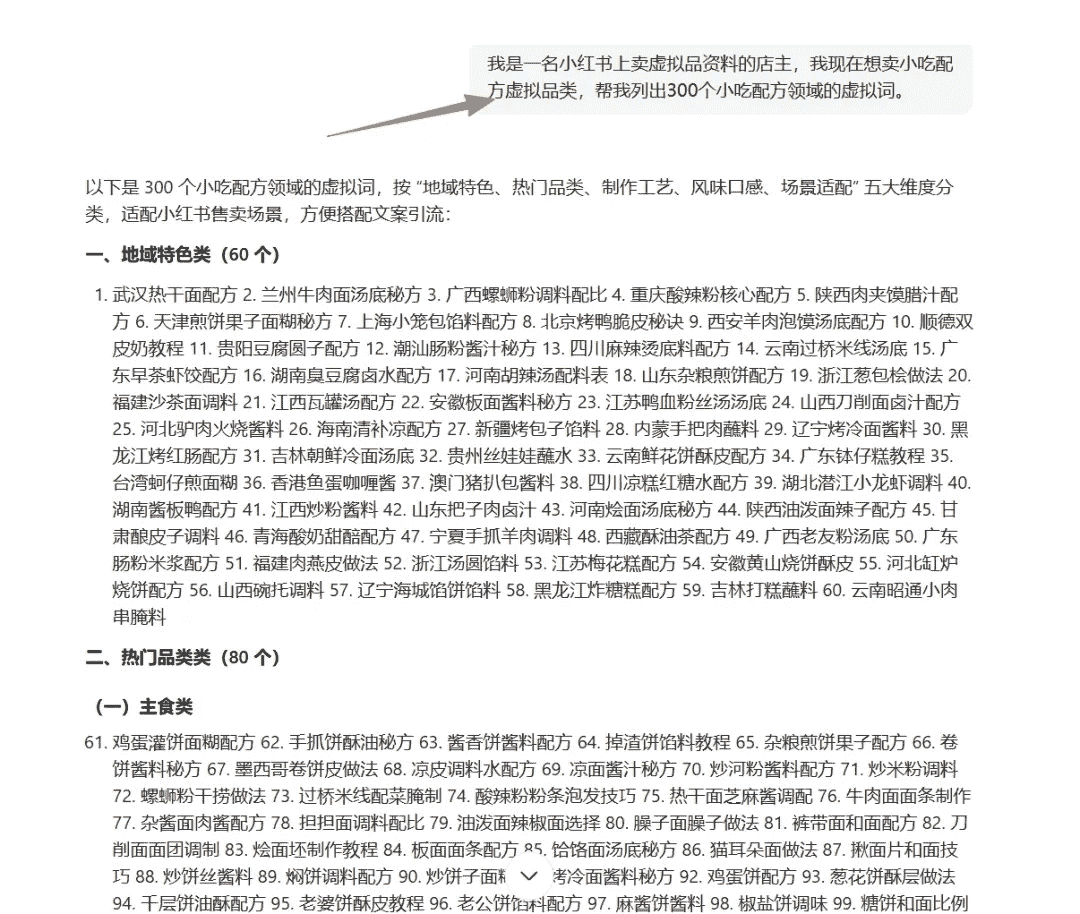 我是一名小红书上卖虚拟品资料的店主，我现在想卖小吃配
方虚拟品类，帮我列出300个小吃配方领域的虚拟词。
以下是 300 个小吃配方领域的虚拟词，按 “地域特色、热门品类、制作工艺、风味口感、场景适配” 五大维度分
类，适配小红书售卖场景，方便搭配文案引流：
一、地域特色类（60 个）
1. 武汉热干面配方 2. 兰州牛肉面汤底秘方 3. 广西螺蛳粉调料配比 4. 重庆酸辣粉核心配方 5. 陕西肉夹馍腊汁配
方 6. 天津煎饼果子面糊秘方 7. 上海小笼包馅料配方 8. 北京烤鸭脆皮秘诀 9. 西安羊肉泡馍汤底配方 10. 顺德双
皮奶教程 11. 贵阳豆腐圆子配方 12. 潮汕肠粉酱汁秘方 13. 四川麻辣烫底料配方 14. 云南过桥米线汤底 15. 广
东早茶虾饺配方 16. 湖南臭豆腐卤水配方 17. 河南胡辣汤配料表 18. 山东杂粮煎饼配方 19. 浙江葱包桧做法 20.
福建沙茶面调料 21. 江西瓦罐汤配方 22. 安徽板面酱料秘方 23. 江苏鸭血粉丝汤汤底 24. 山西刀削面卤汁配方
25. 河北驴肉火烧酱料 26. 海南清补凉配方 27. 新疆烤包子馅料 28. 内蒙手把肉蘸料 29. 辽宁烤冷面酱料 30. 黑
龙江烤红肠配方 31. 吉林朝鲜冷面汤底 32. 贵州丝娃娃蘸水 33. 云南鲜花饼酥皮配方 34. 广东钵仔糕教程 35.
台湾蚵仔煎面糊 36. 香港鱼蛋咖喱酱 37. 澳门猪扒包酱料 38. 四川凉糕红糖水配方 39. 湖北潜江小龙虾调料 40.
湖南酱板鸭配方 41. 江西炒粉酱料 42. 山东把子肉卤汁 43. 河南烩面汤底秘方 44. 陕西油泼面辣子配方 45. 甘
肃酿皮子调料 46. 青海酸奶甜醅配方 47. 宁夏手抓羊肉调料 48. 西藏酥油茶配方 49. 广西老友粉汤底 50. 广东
肠粉米浆配方 51. 福建肉燕皮做法 52. 浙江汤圆馅料 53. 江苏梅花糕配方 54. 安徽黄山烧饼酥皮 55. 河北缸炉
烧饼配方 56. 山西碗托调料 57. 辽宁海城馅饼馅料 58. 黑龙江炸糖糕配方 59. 吉林打糕蘸料 60. 云南昭通小肉
串腌料
二、热门品类类（80 个）
（一）主食类
61. 鸡蛋灌饼面糊配方 62. 手抓饼酥油秘方 63. 酱香饼酱料配方 64. 掉渣饼馅料教程 65. 杂粮煎饼果子配方 66. 卷
饼酱料秘方 67. 墨西哥卷饼皮做法 68. 凉皮调料水配方 69. 凉面酱汁秘方 70. 炒河粉酱料配方 71. 炒米粉调料
72. 螺蛳粉干捞做法 73. 过桥米线配菜腌制 74. 酸辣粉粉条泡发技巧 75. 热干面芝麻酱调配 76. 牛肉面面条制作
77. 杂酱面肉酱配方 78. 担担面调料配比 79. 油泼面辣椒面选择 80. 臊子面臊子做法 81. 裤带面和面配方 82. 刀
削面面团调制 83. 烩面坯制作教程 84. 板面面条配方 85. 饸饹面汤底秘方 86. 猫耳朵面做法 87. 揪面片和面技
巧 88. 炒饼丝酱料 89. 焖饼调料配方 90. 炒饼子面 烤冷面酱料秘方 92. 鸡蛋饼配方 93. 葱花饼酥层做法
94. 千层饼油酥配方 95. 老婆饼酥皮教程 96. 老公饼馅料配方 97. 麻酱饼酱料 98. 椒盐饼调味 99. 糖饼和面比例